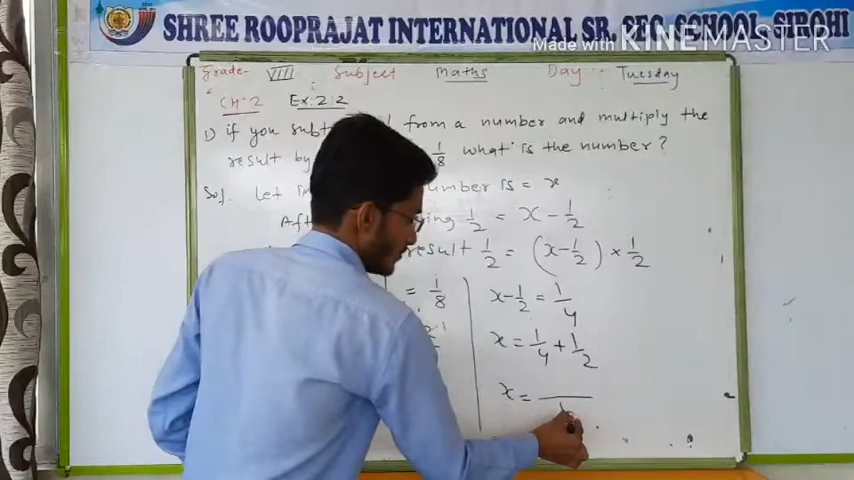 SHREE ROOPRAJAT INTERNATIONAL SR. SEC. SCHOOL SIROHI
Made with KINEMASTER
Grade- VIII Subject Maths Day - Tuesday
CH-2 Ex:2:2
1) if you subt from a number and multiply the
result by 1/8 what is the number?
Sol. let number is = x
1/2 = x - 1/2
result 1/2 = (x - 1/2) × 1/2
= 1/8
x - 1/2 = 1/4
x = 1/4 + 1/2
x =